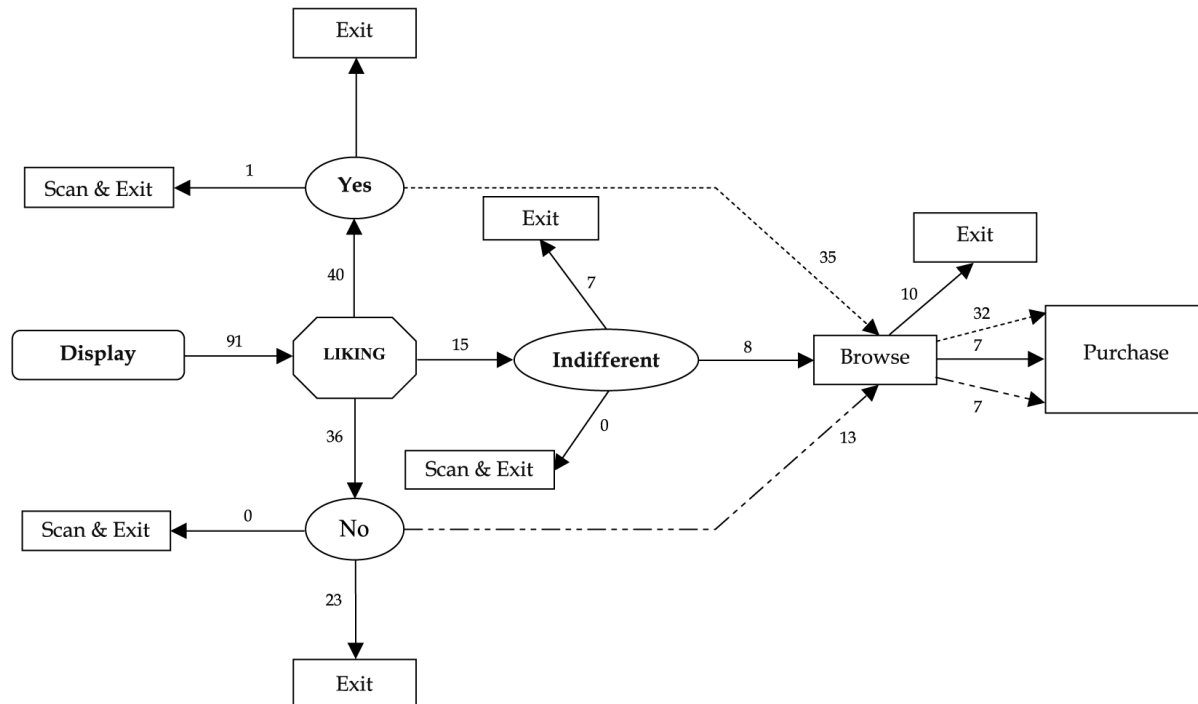 Exit
Scan & Exit
1
Yes
Exit
Exit
40
7
35
10
32
Display
91
LIKING
15
Indifferent
8
Browse
7
Purchase
7
36
0
13
Scan & Exit
Scan & Exit
0
No
23
Exit